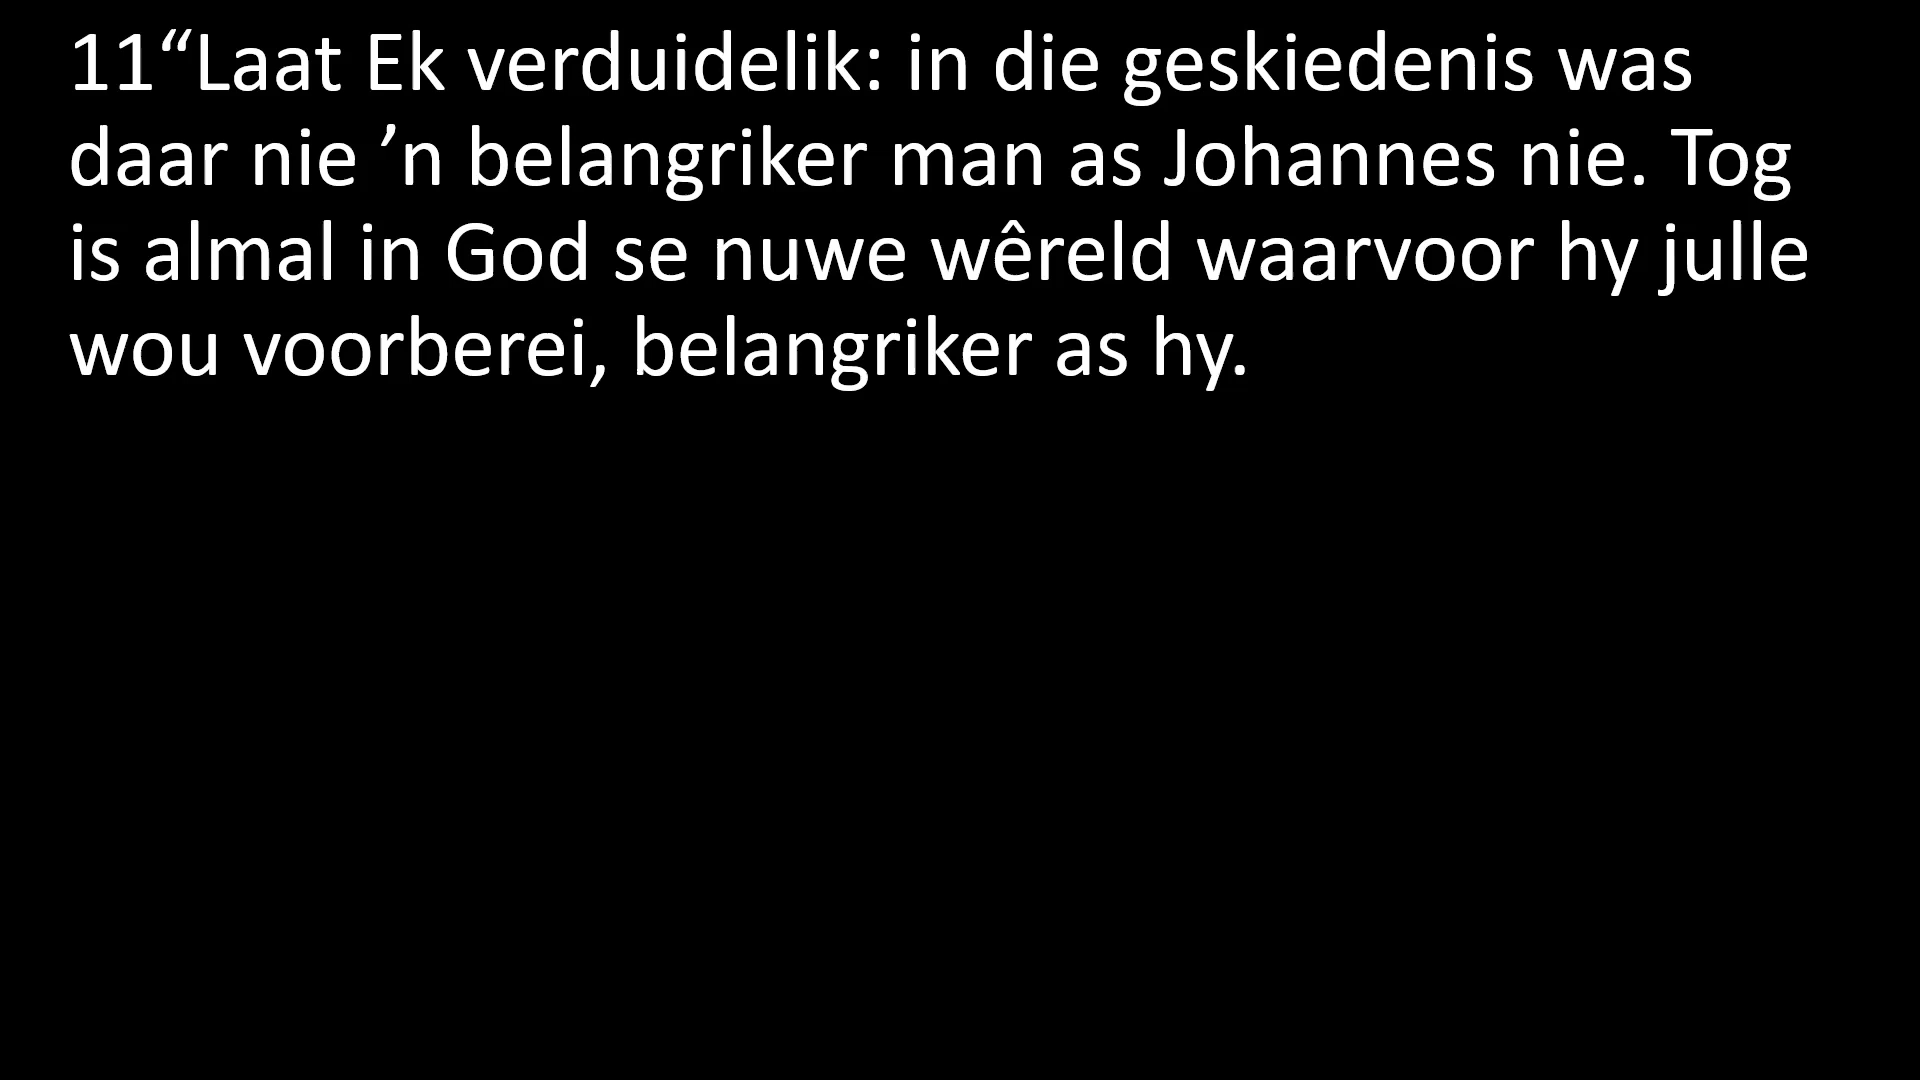 11“Laat Ek verduidelik: in die geskiedenis was
daar nie ’n belangriker man as Johannes nie. Tog
is almal in God se nuwe wêreld waarvoor hy julle
wou voorberei, belangriker as hy.